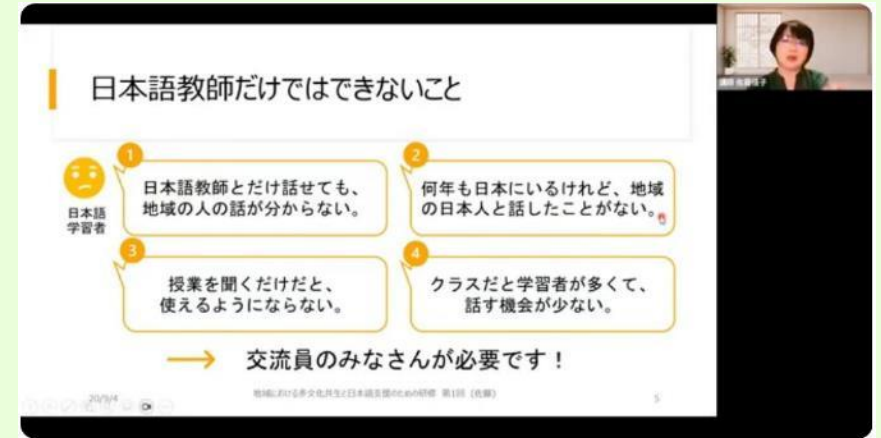 日本語教師だけではできないこと
1
日本語教師とだけ話せても、
地域の人の話が分からない。
2
何年も日本にいるけれど、地域
の日本人と話したことがない。
日本語
学習者
3
授業を聞くだけだと、
使えるようにならない。
4
クラスだと学習者が多くて、
話す機会が少ない。
→ 交流員のみなさんが必要です！
20/9/4
地域における多文化共生と日本語支援のための研修 第1回 (佐藤)
5